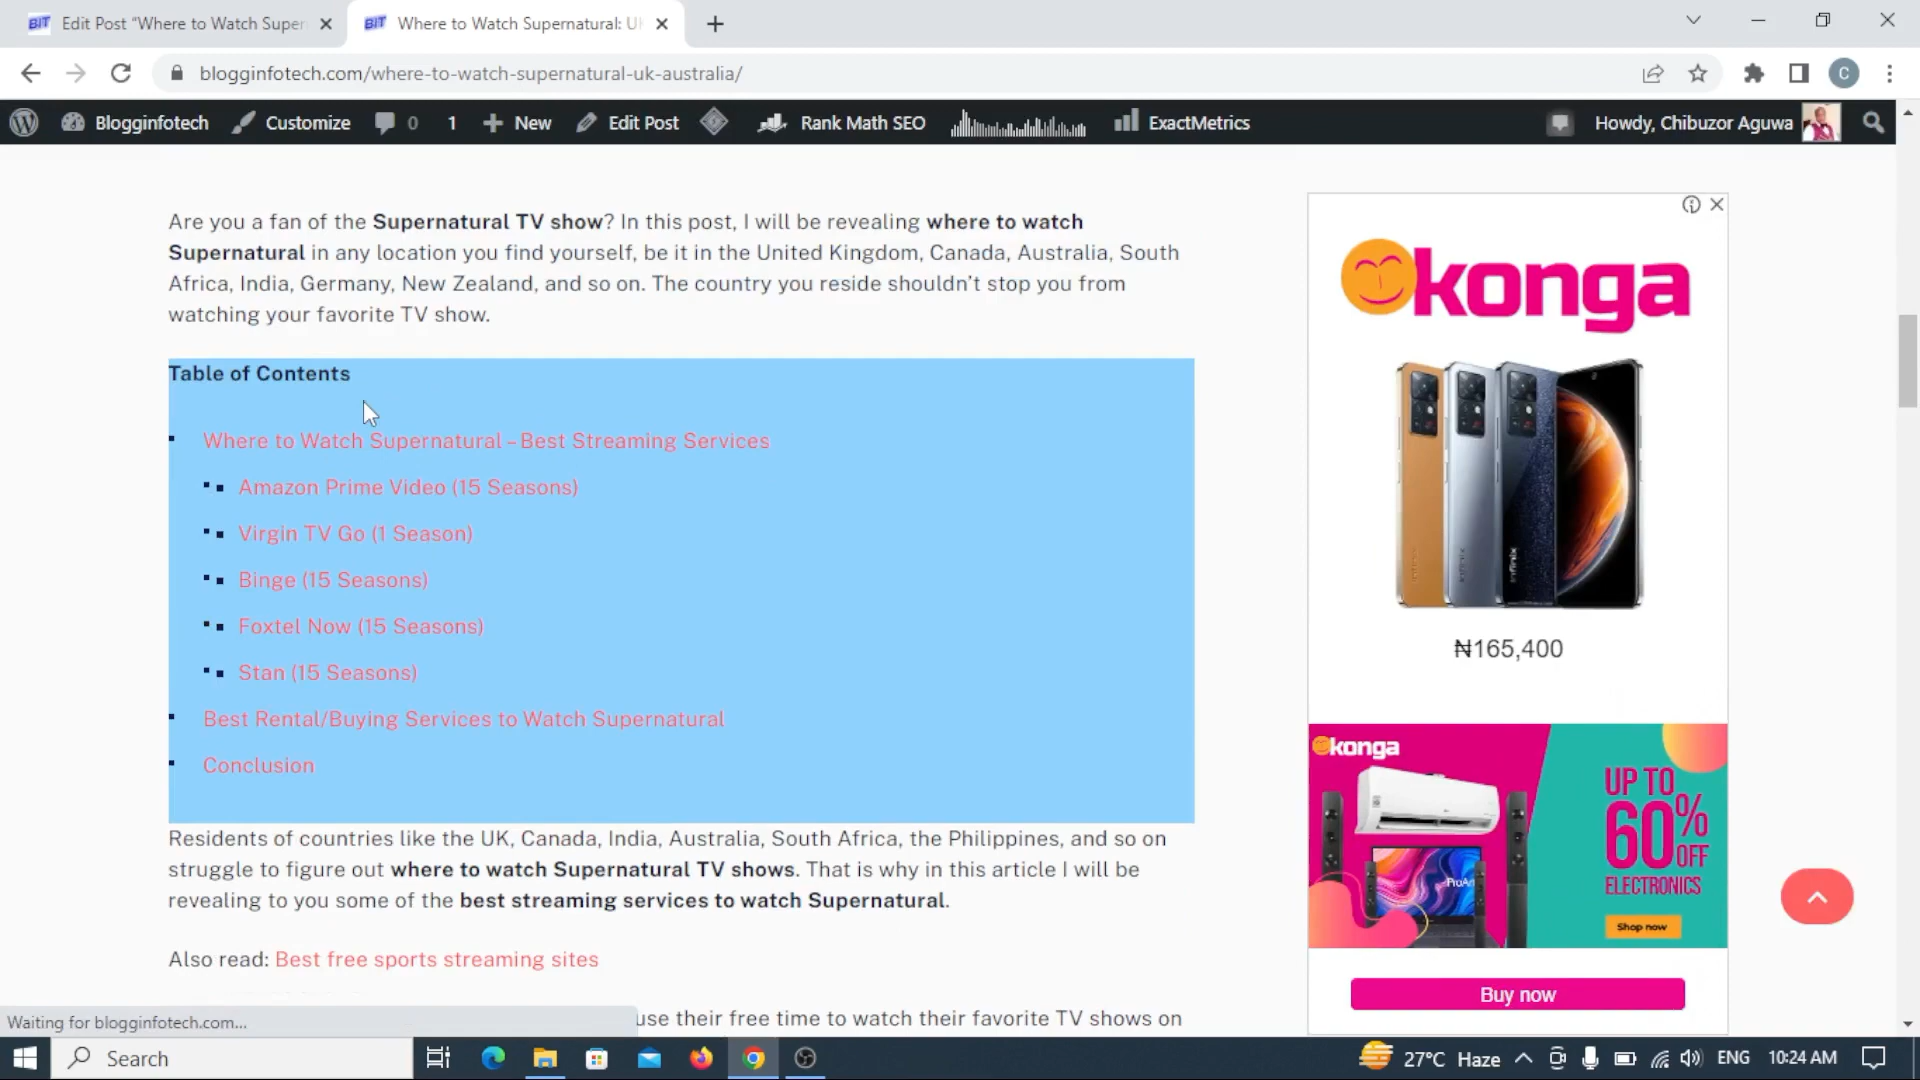 BIT Edit Post “Where to Watch Super
BIT Where to Watch Supernatural: U
blogginfotech.com/where-to-watch-supernatural-uk-australia/
C
Blogginfotech Customize 0 1 New Edit Post Rank Math SEO ExactMetrics Howdy, Chibuzor Aguwa
Are you a fan of the Supernatural TV show? In this post, I will be revealing where to watch
Supernatural in any location you find yourself, be it in the United Kingdom, Canada, Australia, South
Africa, India, Germany, New Zealand, and so on. The country you reside shouldn’t stop you from
watching your favorite TV show.
Table of Contents
Where to Watch Supernatural – Best Streaming Services
Amazon Prime Video (15 Seasons)
Virgin TV Go (1 Season)
Binge (15 Seasons)
Foxtel Now (15 Seasons)
Stan (15 Seasons)
Best Rental/Buying Services to Watch Supernatural
Conclusion
Residents of countries like the UK, Canada, India, Australia, South Africa, the Philippines, and so on
struggle to figure out where to watch Supernatural TV shows. That is why in this article I will be
revealing to you some of the best streaming services to watch Supernatural.
Also read: Best free sports streaming sites
use their free time to watch their favorite TV shows on
konga
Infinix
₦165,400
konga
UP TO
60%
OFF
ELECTRONICS
Shop now
Buy now
Waiting for blogginfotech.com...
Search
27°C Haze
ENG
10:24 AM